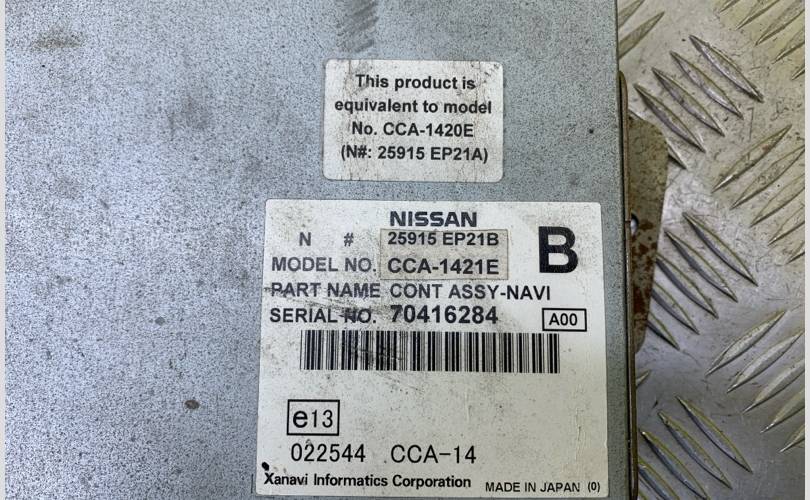 This product is
equivalent to model
No. CCA-1420E
(N#: 25915 EP21A)
NISSAN
N # 25915 EP21B
B
MODEL NO. CCA-1421E
PART NAME CONT ASSY-NAVI
SERIAL NO. 70416284
A00
e13
022544 CCA-14
Xanavi Informatics Corporation MADE IN JAPAN (0)